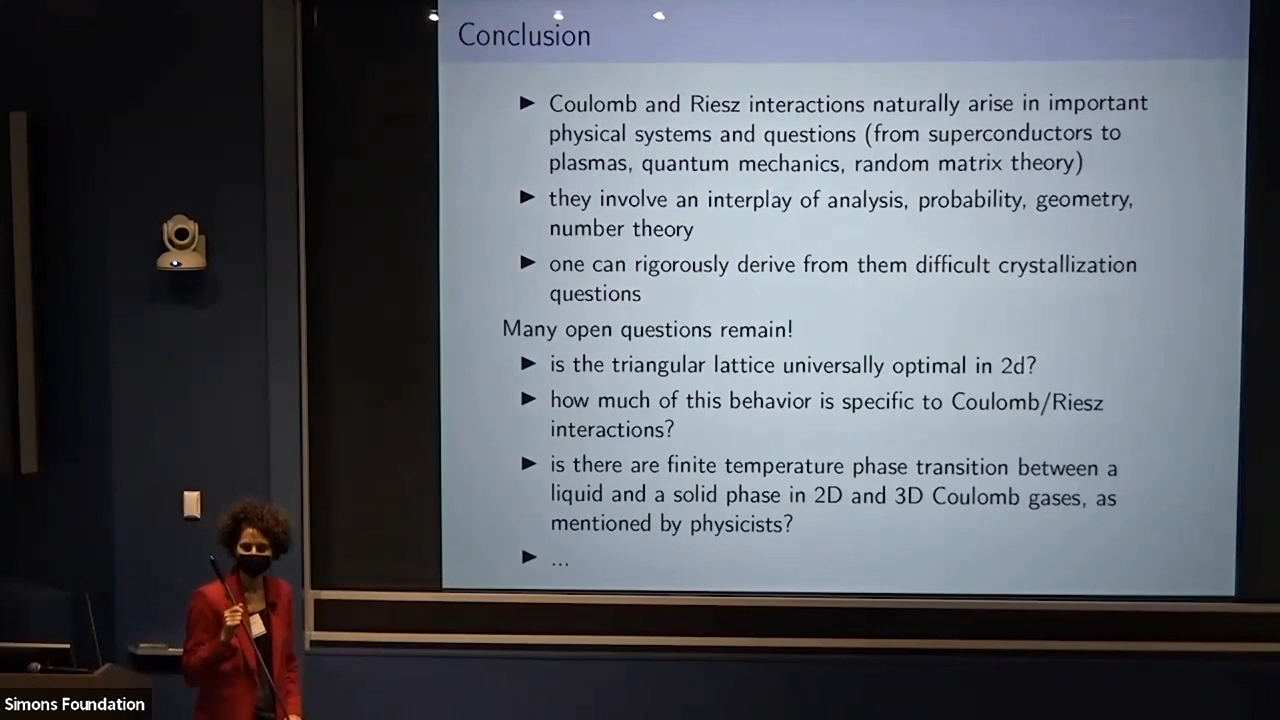 Conclusion
▶ Coulomb and Riesz interactions naturally arise in important
physical systems and questions (from superconductors to
plasmas, quantum mechanics, random matrix theory)
▶ they involve an interplay of analysis, probability, geometry,
number theory
▶ one can rigorously derive from them difficult crystallization
questions
Many open questions remain!
▶ is the triangular lattice universally optimal in 2d?
▶ how much of this behavior is specific to Coulomb/Riesz
interactions?
▶ is there are finite temperature phase transition between a
liquid and a solid phase in 2D and 3D Coulomb gases, as
mentioned by physicists?
▶ ...
Simons Foundation